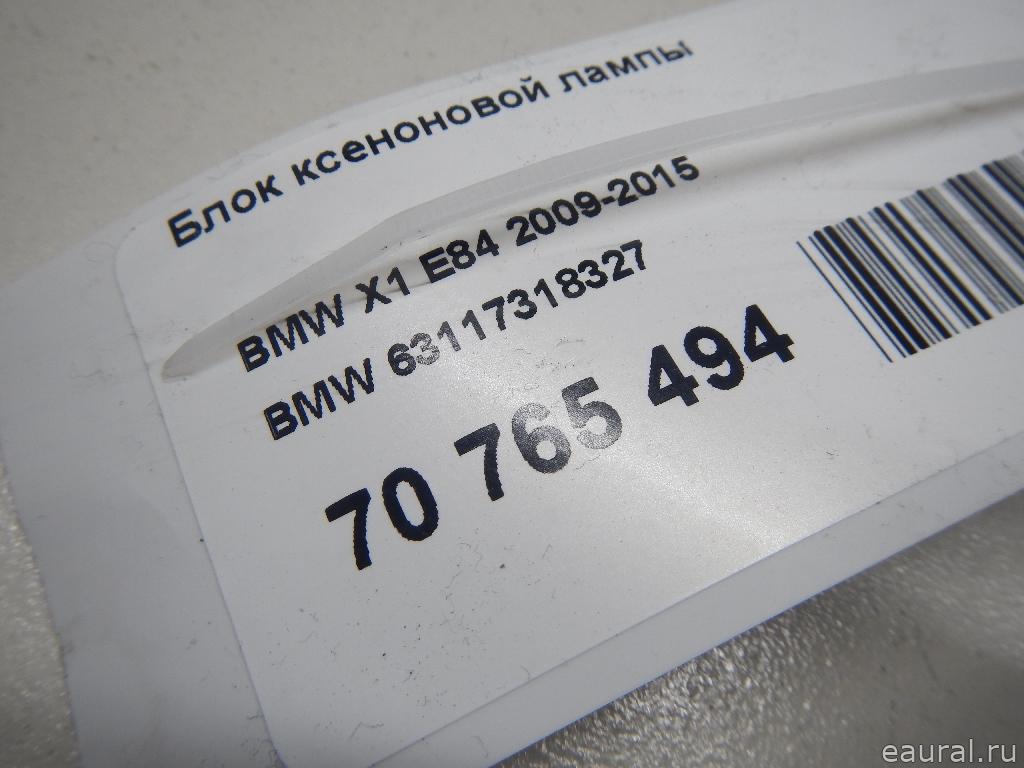 Блок ксеноновой лампы
BMW X1 E84 2009-2015
BMW 63117318327
70 765 494
eaural.ru